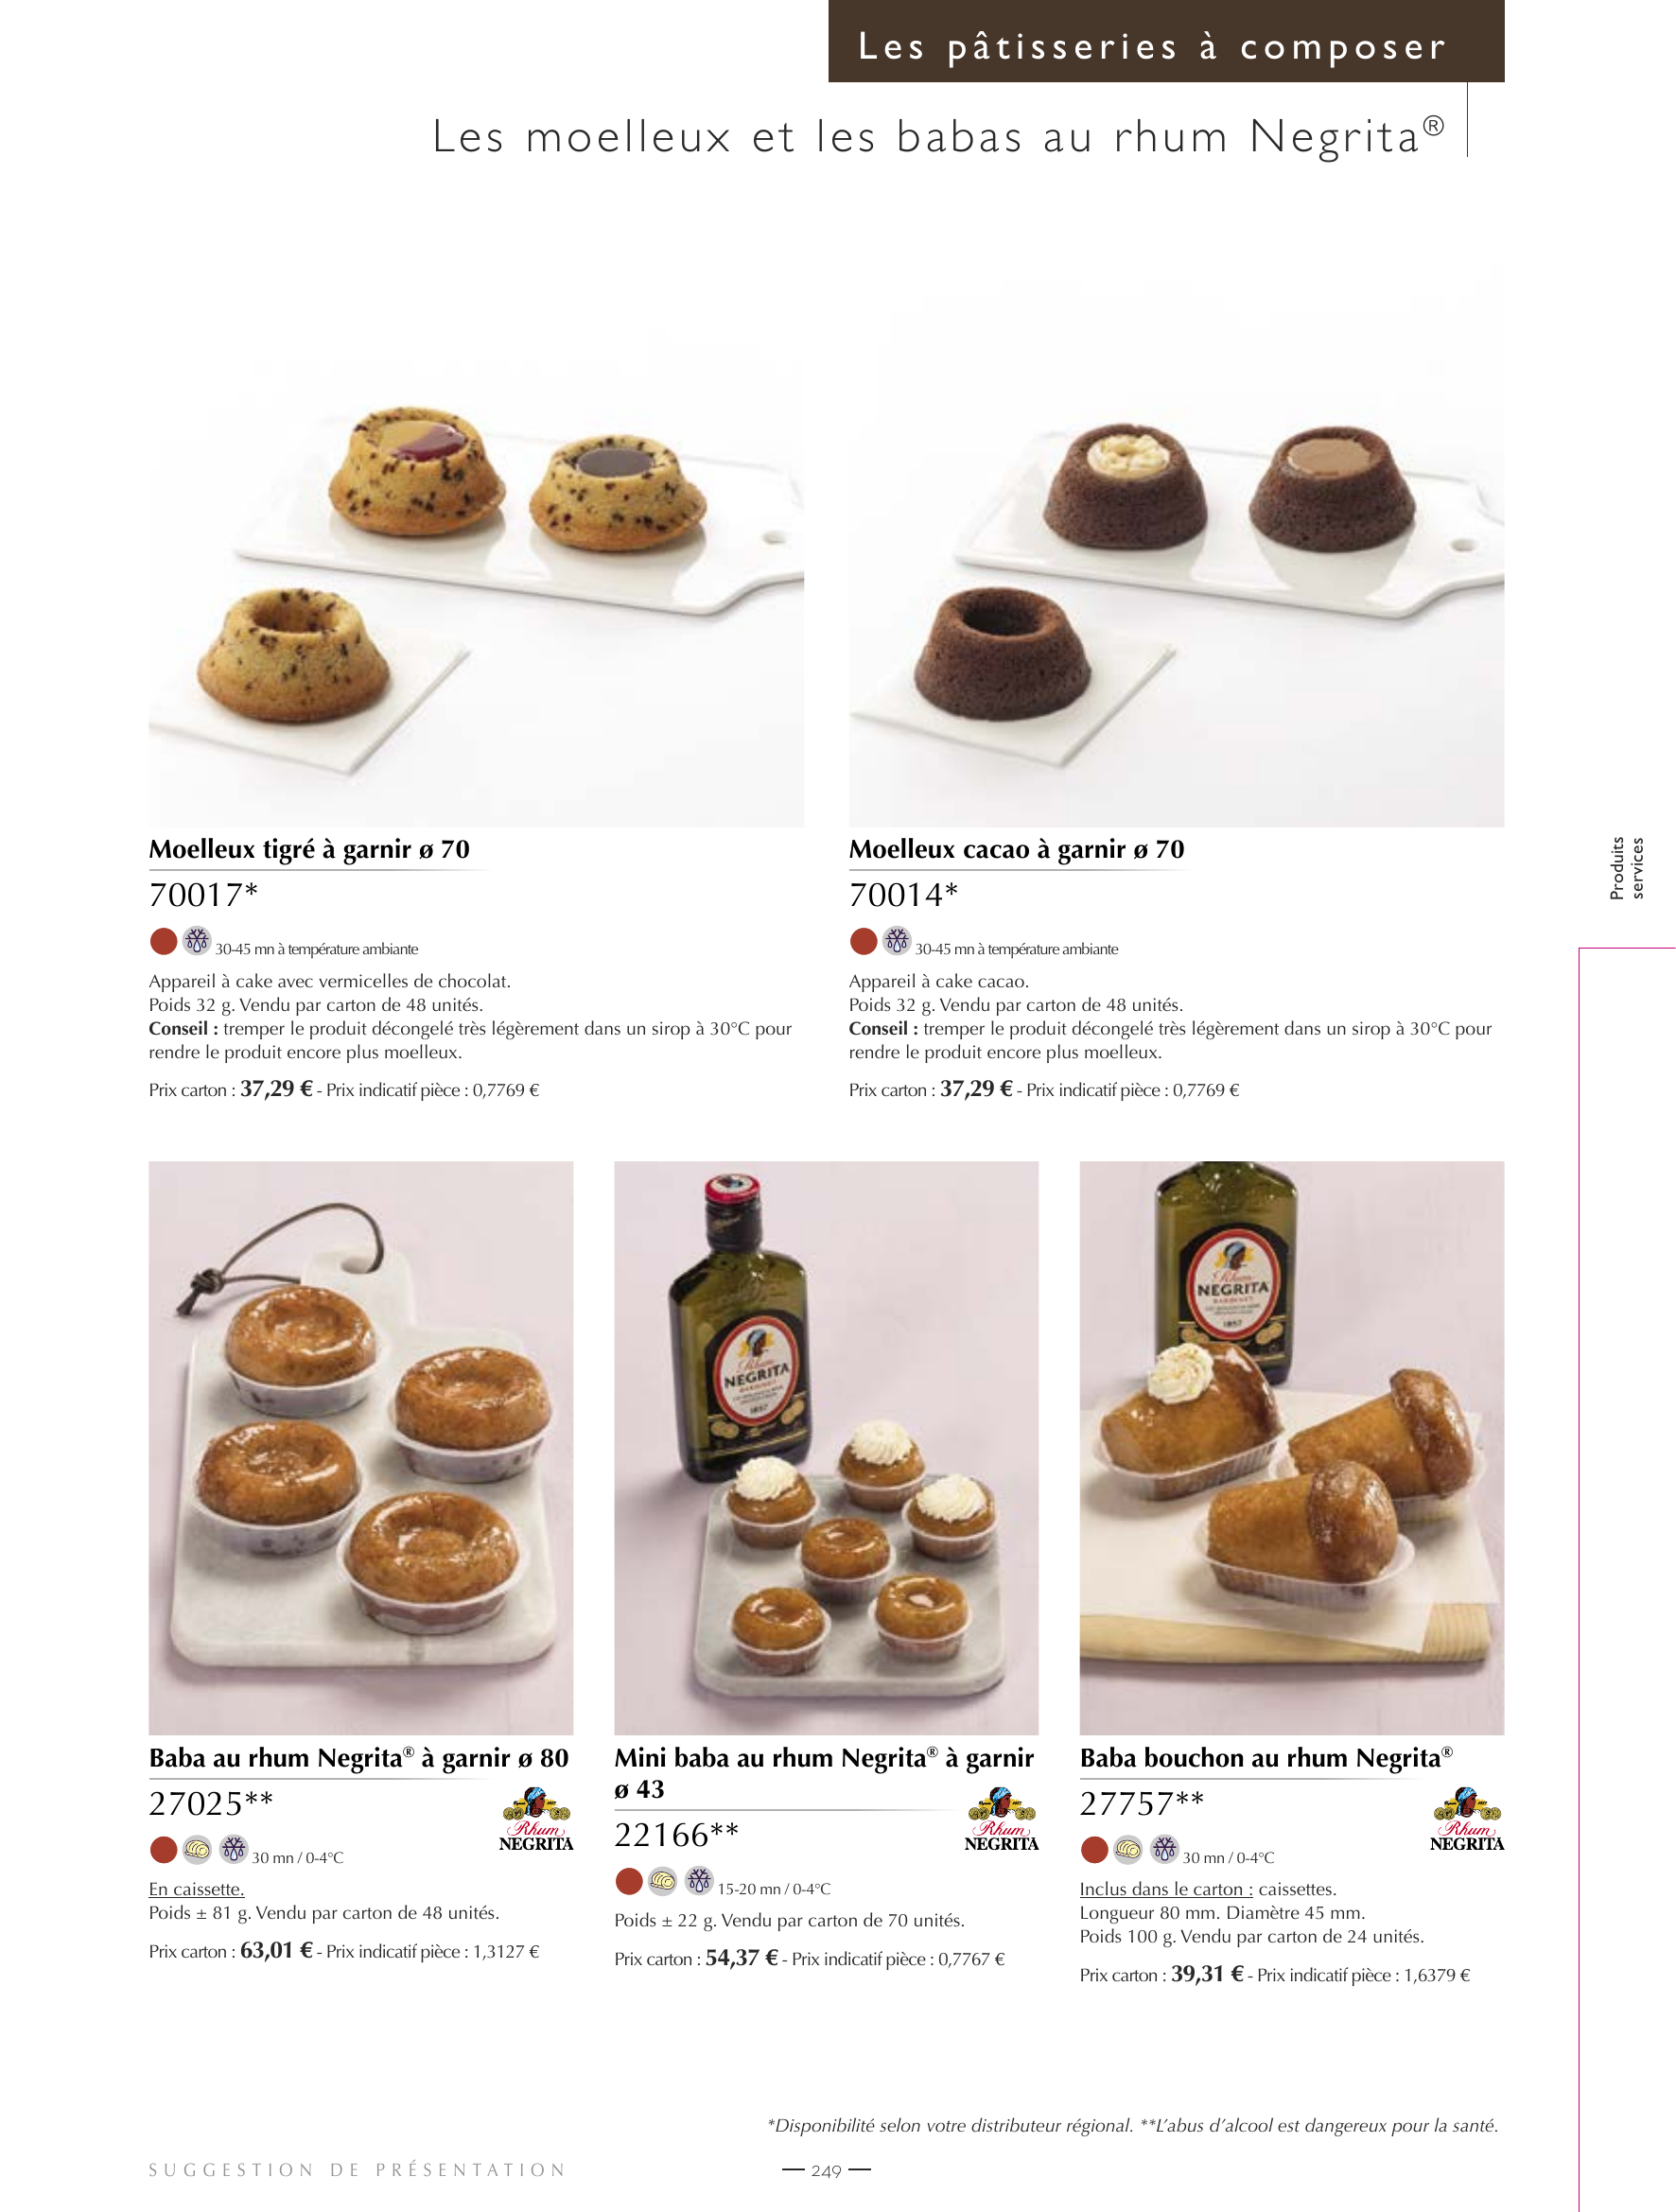 Les pâtisseries à composer
Les moelleux et les babas au rhum Negrita®
Moelleux tigré à garnir ø 70
70017*
30-45 mn à température ambiante
Appareil à cake avec vermicelles de chocolat.
Poids 32 g. Vendu par carton de 48 unités.
Conseil : tremper le produit décongelé très légèrement dans un sirop à 30°C pour
rendre le produit encore plus moelleux.
Prix carton : 37,29 € - Prix indicatif pièce : 0,7769 €
Moelleux cacao à garnir ø 70
70014*
30-45 mn à température ambiante
Appareil à cake cacao.
Poids 32 g. Vendu par carton de 48 unités.
Conseil : tremper le produit décongelé très légèrement dans un sirop à 30°C pour
rendre le produit encore plus moelleux.
Prix carton : 37,29 € - Prix indicatif pièce : 0,7769 €
Produits
services
Rhum
NEGRITA
1857
Rhum
NEGRITA
1857
Baba au rhum Negrita® à garnir ø 80
27025**
Rhum
NEGRITA
30 mn / 0-4°C
En caissette.
Poids ± 81 g. Vendu par carton de 48 unités.
Prix carton : 63,01 € - Prix indicatif pièce : 1,3127 €
Mini baba au rhum Negrita® à garnir
ø 43
22166**
Rhum
NEGRITA
15-20 mn / 0-4°C
Poids ± 22 g. Vendu par carton de 70 unités.
Prix carton : 54,37 € - Prix indicatif pièce : 0,7767 €
Baba bouchon au rhum Negrita®
27757**
Rhum
NEGRITA
30 mn / 0-4°C
Inclus dans le carton : caissettes.
Longueur 80 mm. Diamètre 45 mm.
Poids 100 g. Vendu par carton de 24 unités.
Prix carton : 39,31 € - Prix indicatif pièce : 1,6379 €
*Disponibilité selon votre distributeur régional. **L'abus d'alcool est dangereux pour la santé.
SUGGESTION DE PRÉSENTATION
249